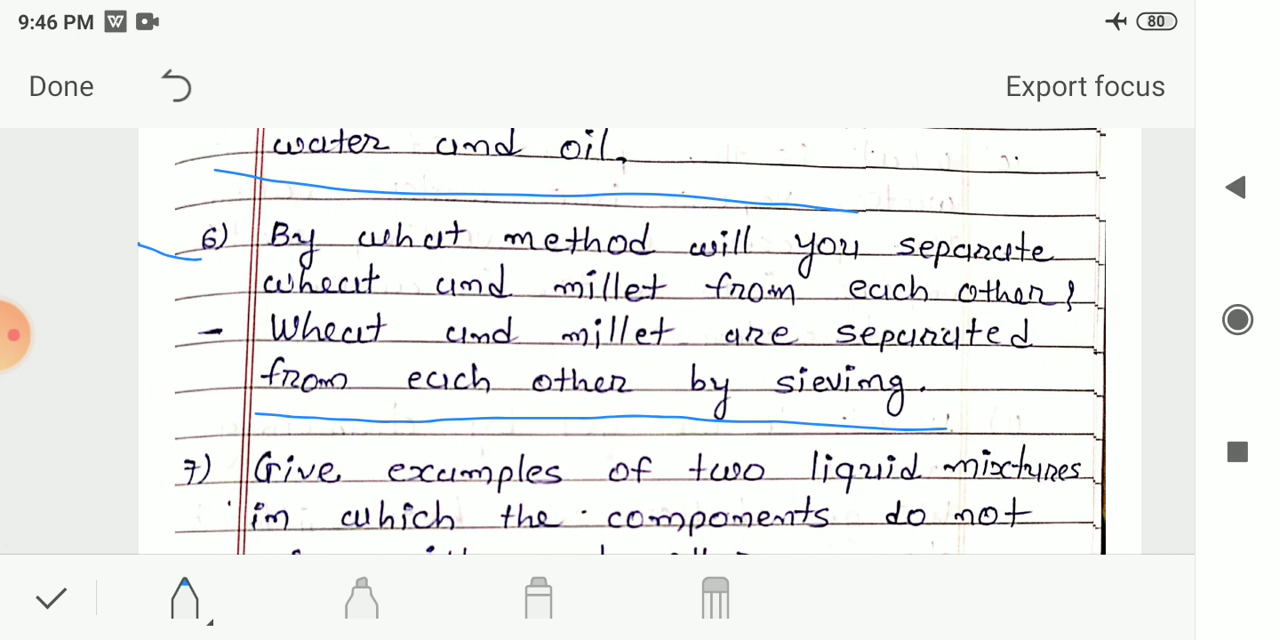 9:46 PM W
80
Done
Export focus
water and oil.
6) By what method will you separate
wheat and millet from each other?
- Wheat and millet are separated
from each other by sieving.
7) Give examples of two liquid mixtures
in which the components do not